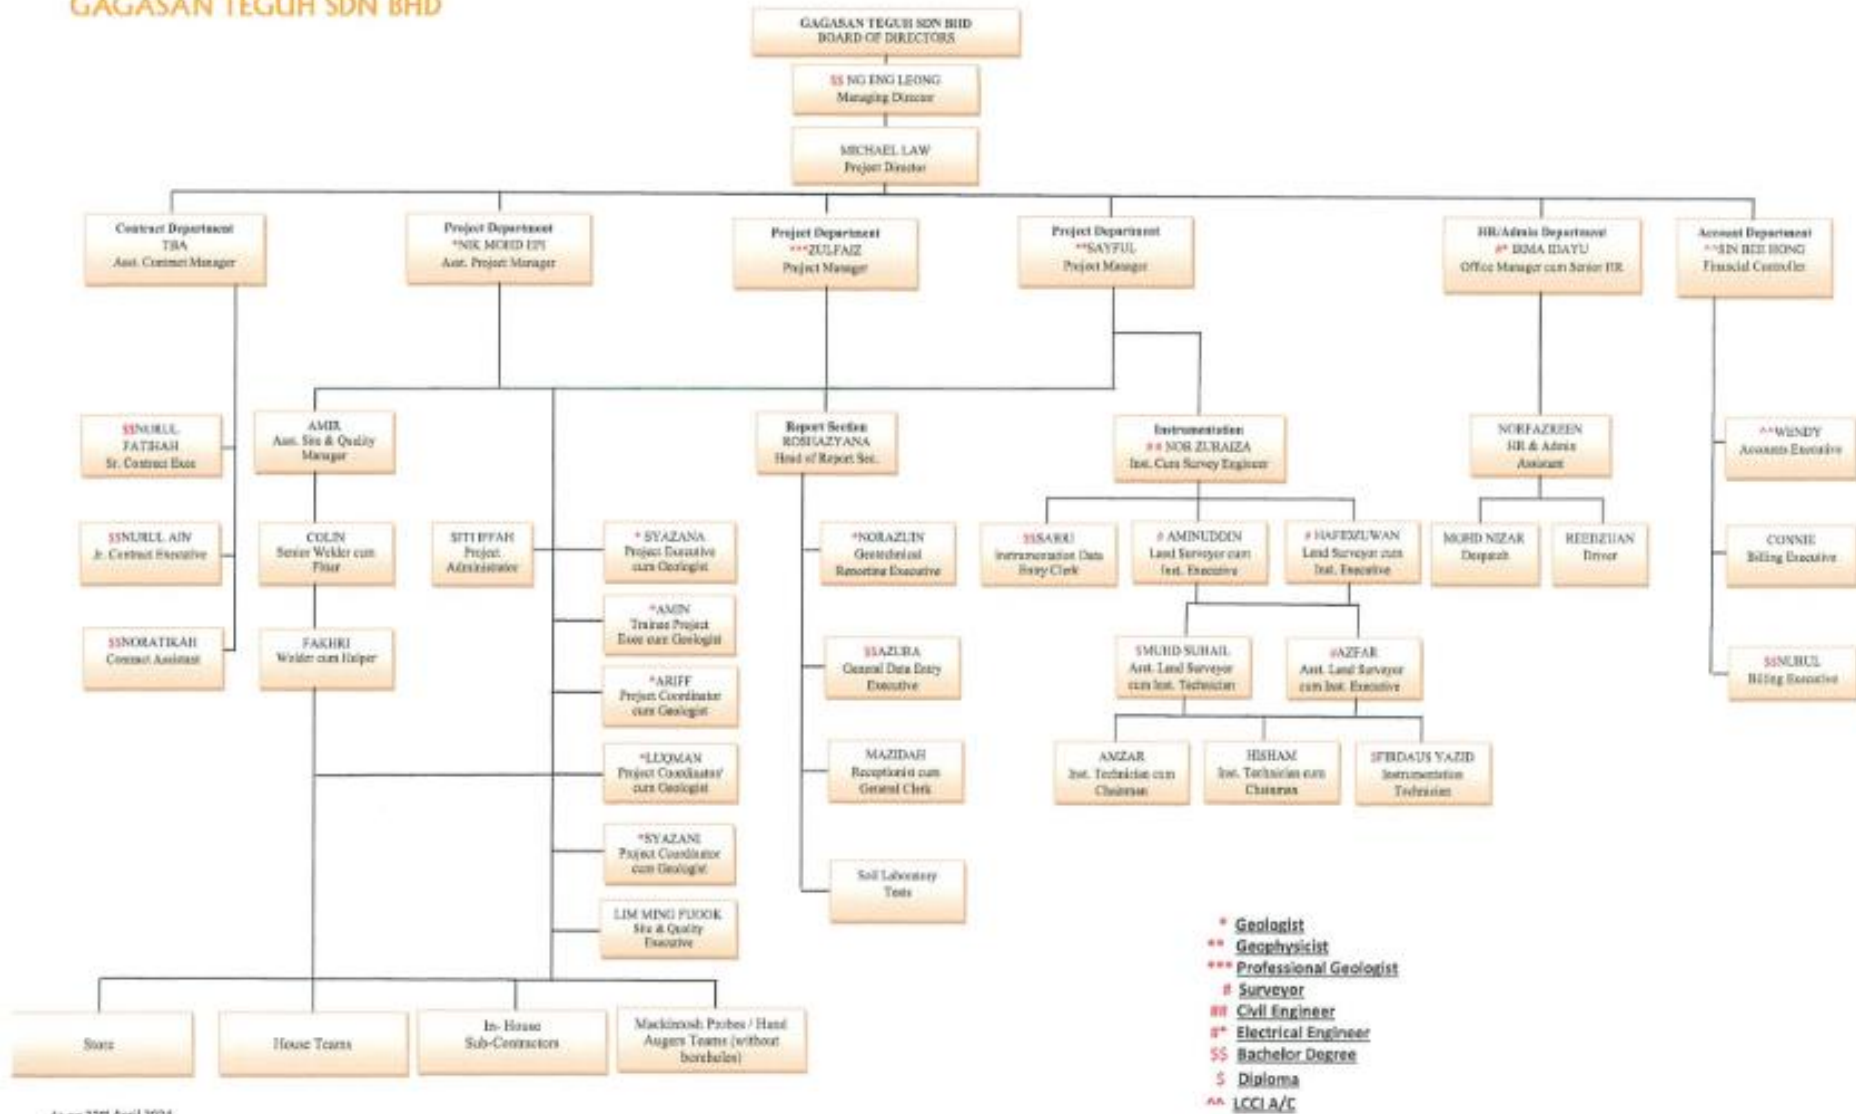 GAGASAN TEGUH SDN BHD
GAGASAN TEGUH SDN BHD
BOARD OF DIRECTORS
$$ NG ENG LEONG
Managing Director
MICHAEL LAW
Project Director
Contract Department
TBA
Asst. Contract Manager
Project Department
*NIK MOHD EPI
Asst. Project Manager
Project Department
***ZULFAIZ
Project Manager
Project Department
**SAYFUL
Project Manager
HR/Admin Department
#* IRMA IDAYU
Office Manager cum Senior HR
Account Department
^^SIN BEE HONG
Financial Controller
$$NURUL
FATIHAH
Sr. Contract Exec
AMIR
Asst. Site & Quality
Manager
Report Section
ROSHAZYANA
Head of Report Sec.
Instrumentation
## NOR ZURAIZA
Inst. Cum Survey Engineer
NORFAZREEN
HR & Admin
Assistant
^^WENDY
Accounts Executive
$$NURUL AIN
Jr. Contract Executive
COLIN
Senior Welder cum
Fitter
SITI IFFAH
Project
Administrator
* SYAZANA
Project Executive
cum Geologist
*NORAZLIN
Geotechnical
Reporting Executive
$$SARRI
Instrumentation Data
Entry Clerk
# AMINUDDIN
Land Surveyor cum
Inst. Executive
# HAFIDZUWAN
Land Surveyor cum
Inst. Executive
MOHD NIZAR
Despatch
REEDZUAN
Driver
CONNIE
Billing Executive
*AMIN
Trainee Project
Exec cum Geologist
$$NORATIKAH
Contract Assistant
FAKHRI
Welder cum Helper
*ARIFF
Project Coordinator
cum Geologist
$$AZURA
General Data Entry
Executive
$MUHD SUHAIL
Asst. Land Surveyor
cum Inst. Technician
#AZFAR
Asst. Land Surveyor
cum Inst. Executive
$$NURUL
Billing Executive
*LUQMAN
Project Coordinator
cum Geologist
MAZIDAH
Receptionist cum
General Clerk
AMZAR
Inst. Technician cum
Chainman
HISHAM
Inst. Technician cum
Chainman
$FIRDAUS YAZID
Instrumentation
Technician
*SYAZANI
Project Coordinator
cum Geologist
Soil Laboratory
Tests
LIM MING FUOOK
Site & Quality
Executive
Store
House Teams
In- House
Sub-Contractors
Mackintosh Probes / Hand
Augers Teams (without
boreholes)
* Geologist
** Geophysicist
*** Professional Geologist
# Surveyor
## Civil Engineer
#* Electrical Engineer
$$ Bachelor Degree
$ Diploma
^^ LCCI A/C